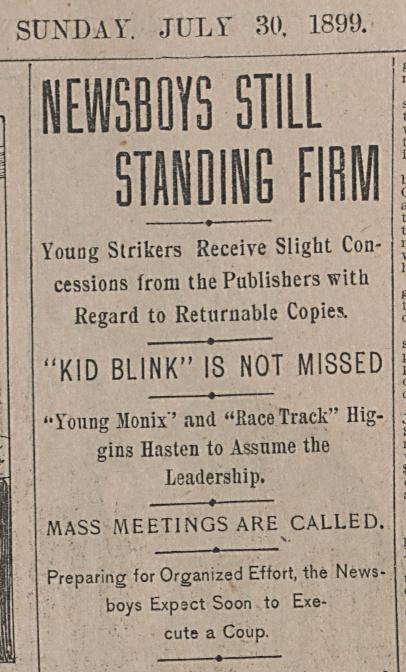 SUNDAY, JULY 30, 1899.
NEWSBOYS STILL
STANDING FIRM
Young Strikers Receive Slight Con-
cessions from the Publishers with
Regard to Returnable Copies.
"KID BLINK" IS NOT MISSED
"Young Monix" and "Race Track" Hig-
gins Hasten to Assume the
Leadership.
MASS MEETINGS ARE CALLED.
Preparing for Organized Effort, the News-
boys Expect Soon to Exe-
cute a Coup.